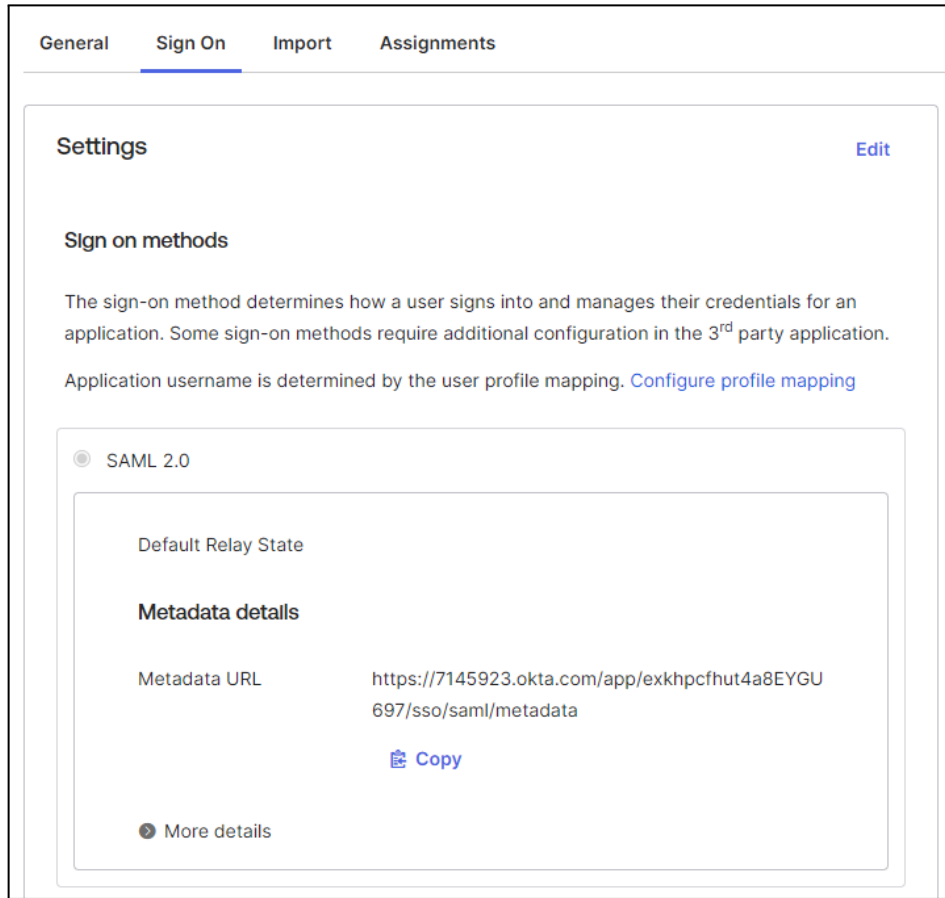 General Sign On Import Assignments
Settings
Edit
Sign on methods
The sign-on method determines how a user signs into and manages their credentials for an
application. Some sign-on methods require additional configuration in the 3rd party application.
Application username is determined by the user profile mapping. Configure profile mapping
SAML 2.0
Default Relay State
Metadata details
Metadata URL
https://7145923.okta.com/app/exkhpcfhut4a8EYGU
697/sso/saml/metadata
Copy
More details